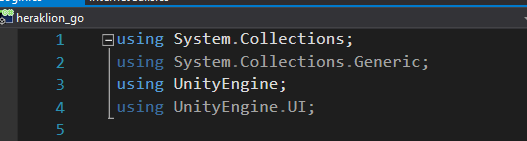 heraklion_go
1 using System.Collections;
2 using System.Collections.Generic;
3 using UnityEngine;
4 using UnityEngine.UI;
5